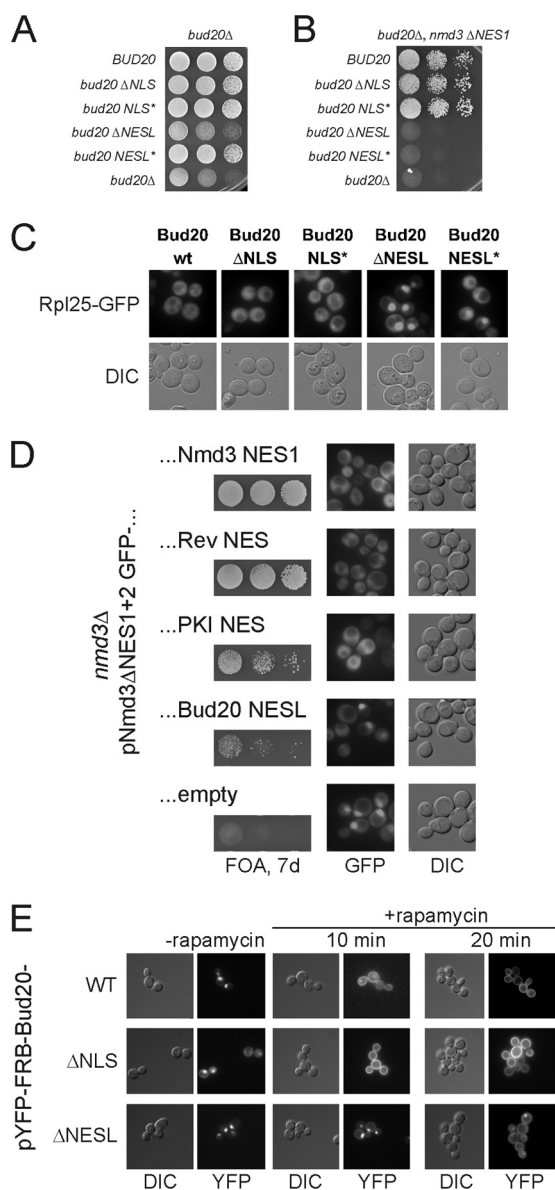 A
bud20Δ
BUD20
bud20 ΔNLS
bud20 NLS*
bud20 ΔNESL
bud20 NESL*
bud20Δ
B
bud20Δ, nmd3 ΔNES1
BUD20
bud20 ΔNLS
bud20 NLS*
bud20 ΔNESL
bud20 NESL*
bud20Δ
C
Bud20 wt
Bud20 ΔNLS
Bud20 NLS*
Bud20 ΔNESL
Bud20 NESL*
Rpl25-GFP
DIC
D
nmd3Δ
pNmd3ΔNES1+2 GFP-...
...Nmd3 NES1
...Rev NES
...PKI NES
...Bud20 NESL
...empty
FOA, 7d GFP DIC
E
+rapamycin
-rapamycin 10 min 20 min
pYFP-FRB-Bud20-
WT
ΔNLS
ΔNESL
DIC YFP DIC YFP DIC YFP